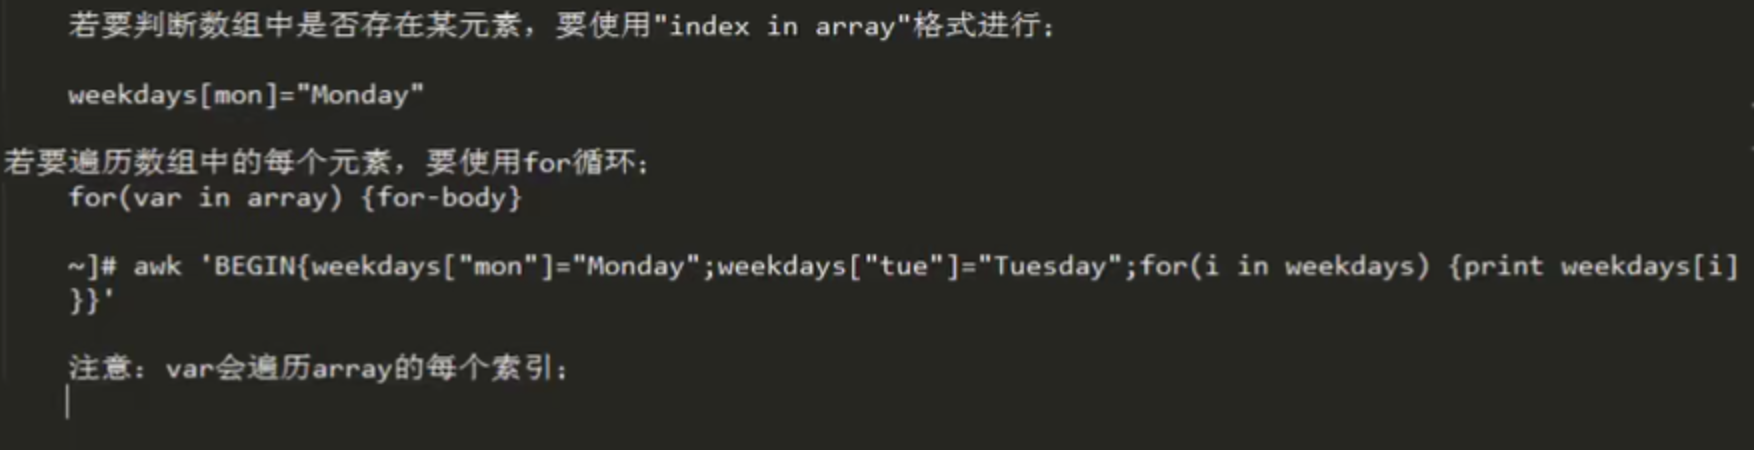 若要判断数组中是否存在某元素，要使用"index in array"格式进行；
weekdays[mon]="Monday"
若要遍历数组中的每个元素，要使用for循环；
for(var in array) {for-body}
~]# awk 'BEGIN{weekdays["mon"]="Monday";weekdays["tue"]="Tuesday";for(i in weekdays) {print weekdays[i]
}}'
注意：var会遍历array的每个索引；